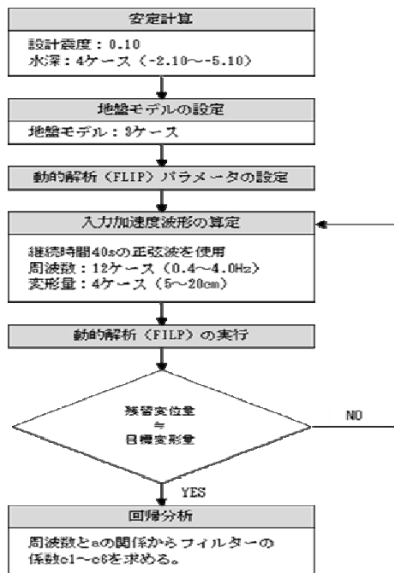 安定計算
設計震度：0.10
水深：4ケース（-2.10～-5.10）
地盤モデルの設定
地盤モデル：3ケース
動的解析（FLIP）パラメータの設定
入力加速度波形の算定
継続時間40sの正弦波を使用
周波数：12ケース（0.4～4.0Hz）
変形量：4ケース（5～20cm）
動的解析（FILP）の実行
残留変位量
≒
目標変形量
NO
YES
回帰分析
周波数とaの関係からフィルターの
係数c1～c6を求める。